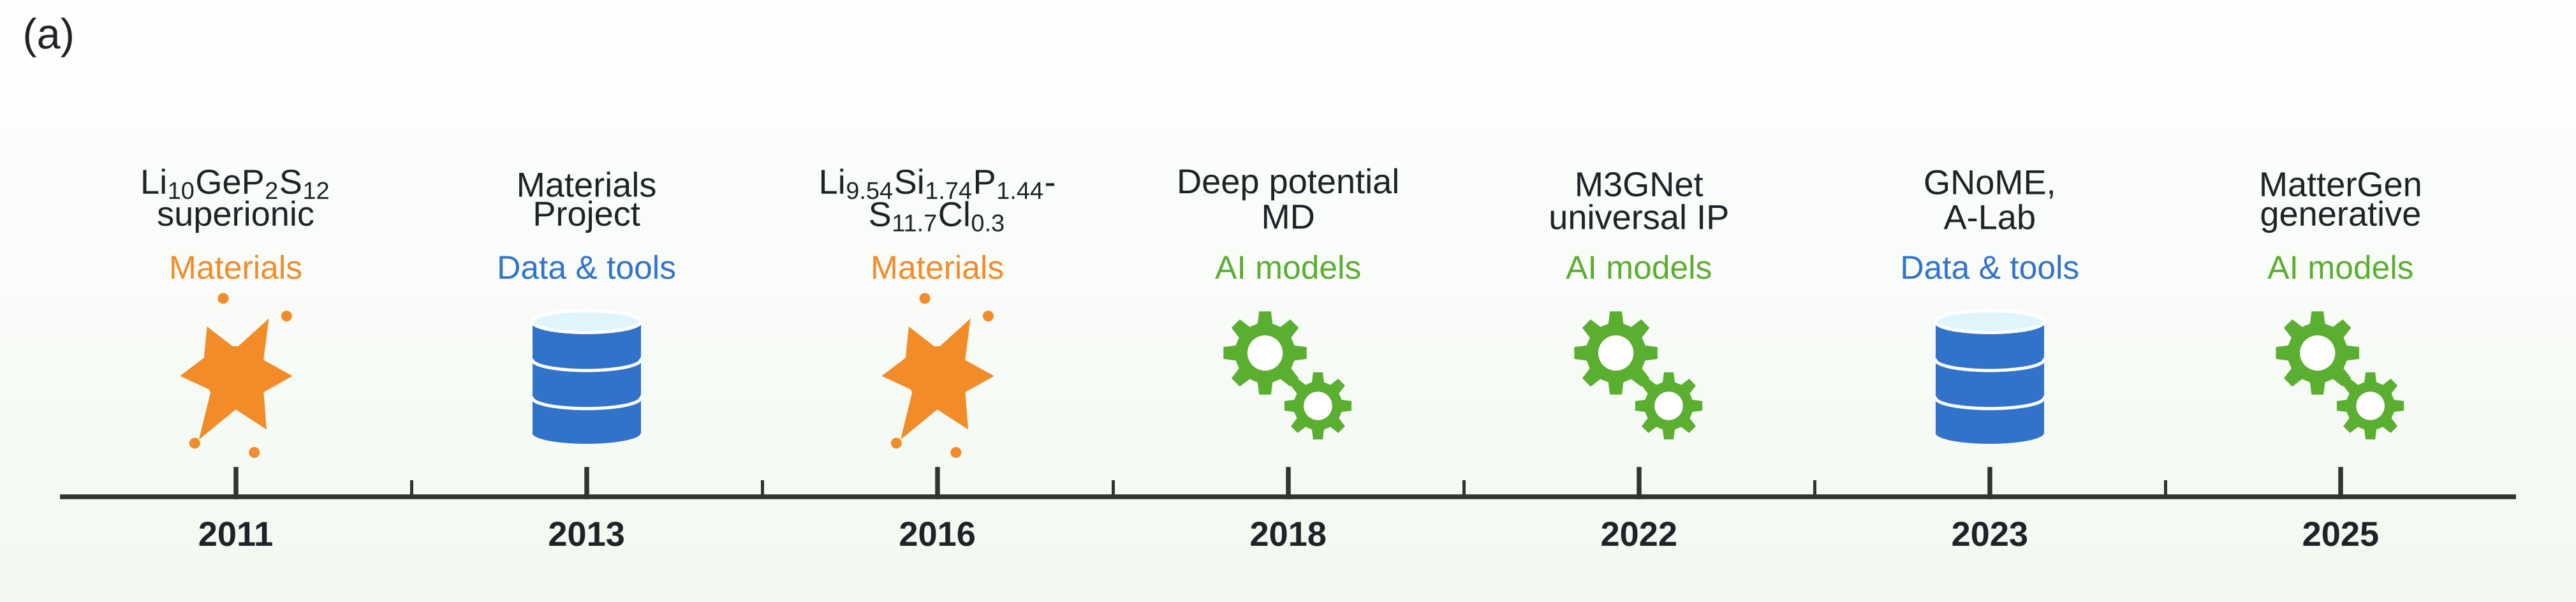 (a)
Li₁₀GeP₂S₁₂
superionic
Materials
2011
Materials
Project
Data & tools
2013
Li₉.₅₄Si₁.₇₄P₁.₄₄-
S₁₁.₇Cl₀.₃
Materials
2016
Deep potential
MD
AI models
2018
M3GNet
universal IP
AI models
2022
GNoME,
A-Lab
Data & tools
2023
MatterGen
generative
AI models
2025